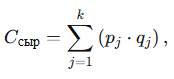 C_сыр = ∑_{j=1}^{k} (p_j · q_j) ,